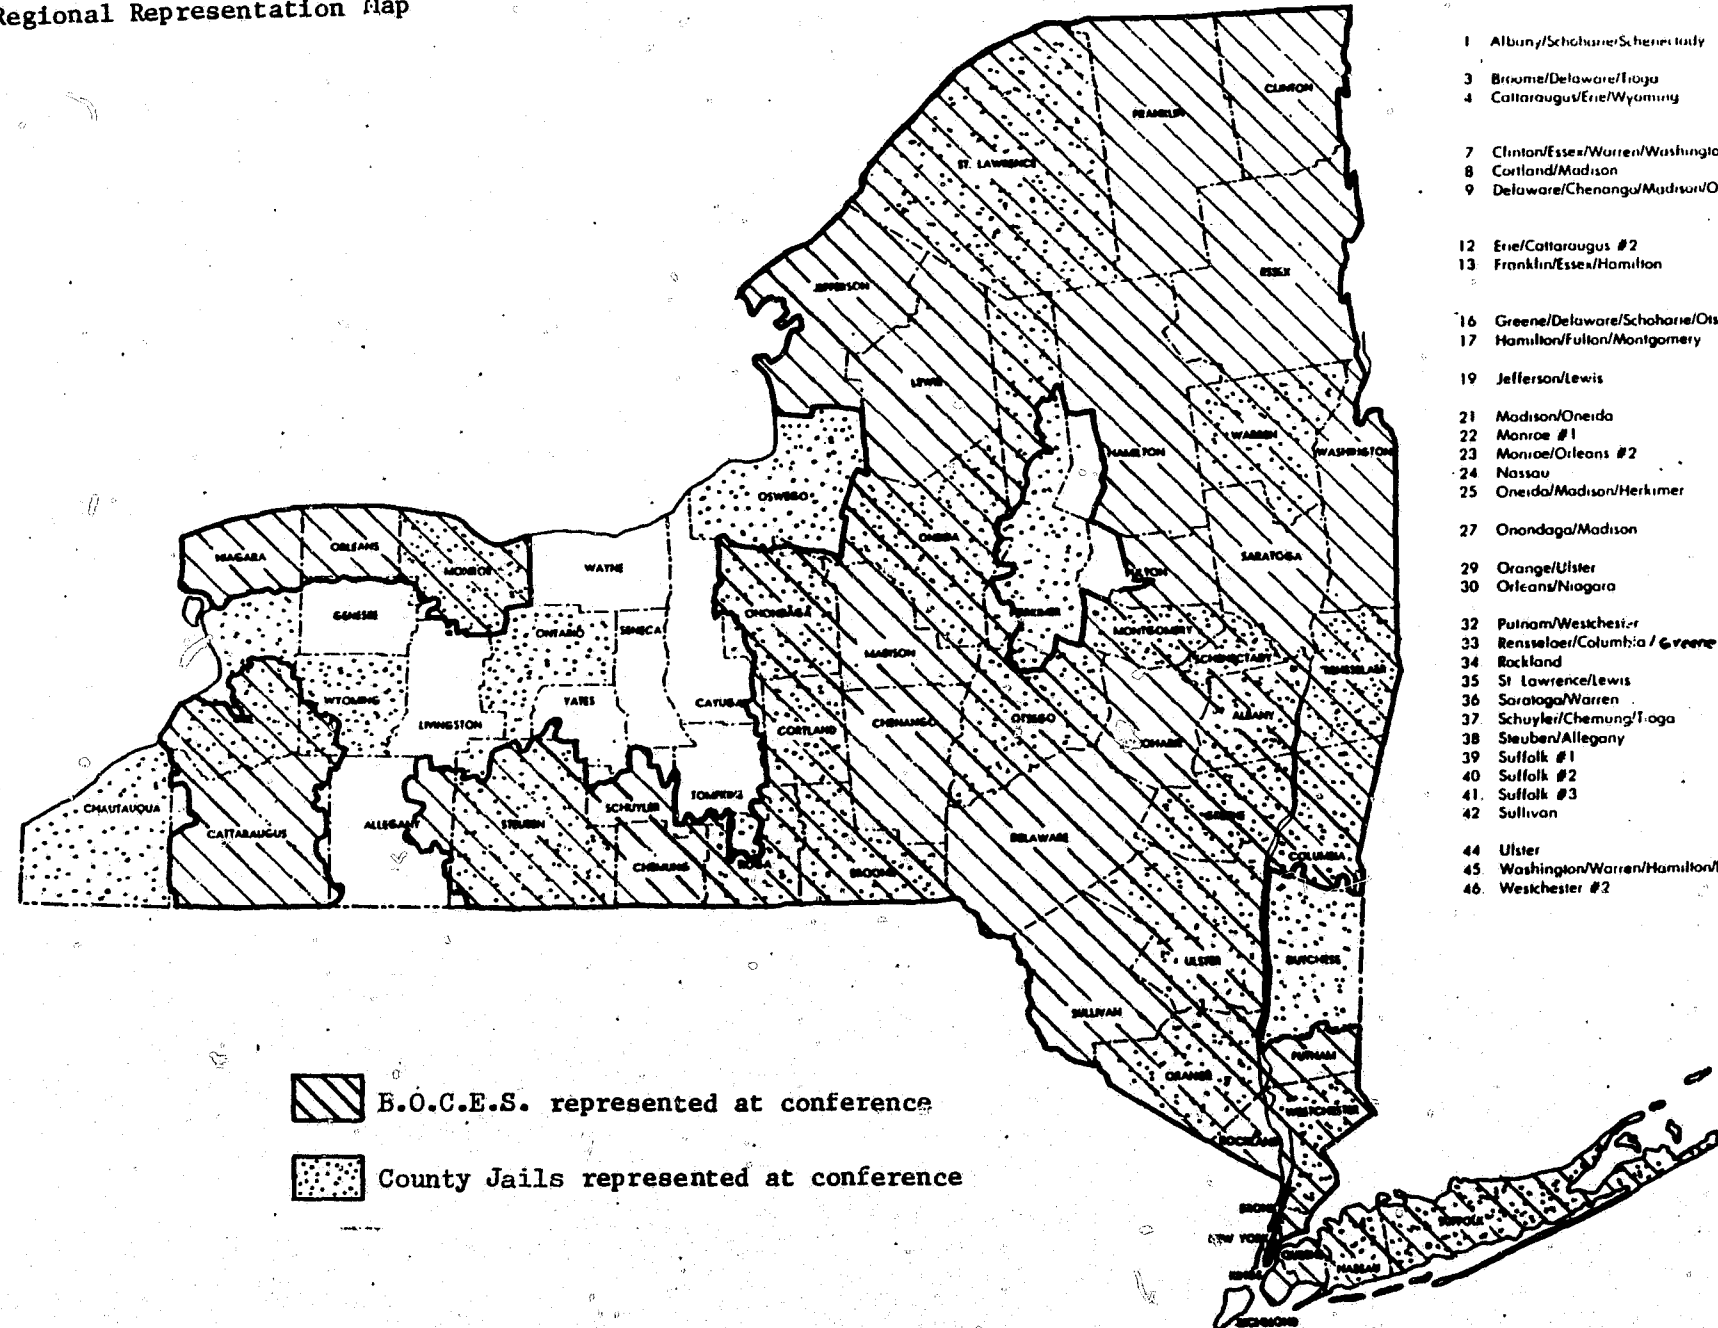 Regional Representation Map
1 Albany/Schoharie/Schenectady
3 Broome/Delaware/Tioga
4 Cattaraugus/Erie/Wyoming
7 Clinton/Essex/Warren/Washingto
8 Cortland/Madison
9 Delaware/Chenango/Madison/O
12 Erie/Cattaraugus #2
13 Franklin/Essex/Hamilton
16 Greene/Delaware/Schoharie/Ots
17 Hamilton/Fulton/Montgomery
19 Jefferson/Lewis
21 Madison/Oneida
22 Monroe #1
23 Monroe/Orleans #2
24 Nassau
25 Oneida/Madison/Herkimer
27 Onondaga/Madison
29 Orange/Ulster
30 Orleans/Niagara
32 Putnam/Westchester
33 Rensselaer/Columbia/Greene
34 Rockland
35 St Lawrence/Lewis
36 Saratoga/Warren
37 Schuyler/Chemung/Tioga
38 Steuben/Allegany
39 Suffolk #1
40 Suffolk #2
41. Suffolk #3
42 Sullivan
44 Ulster
45 Washington/Warren/Hamilton/
46. Westchester #2
CLINTON
FRANKLIN
ST. LAWRENCE
ESSEX
JEFFERSON
LEWIS
HAMILTON
WARREN
WASHINGTON
OSWEGO
ONEIDA
HERKIMER
FULTON
SARATOGA
NIAGARA
ORLEANS
MONROE
WAYNE
GENESEE
ONTARIO
SENECA
ONONDAGA
MADISON
MONTGOMERY
SCHENECTADY
RENSSELAER
WYOMING
LIVINGSTON
YATES
CAYUGA
CORTLAND
CHENANGO
OTSEGO
SCHOHARIE
ALBANY
CHAUTAUQUA
CATTARAUGUS
ALLEGANY
STEUBEN
SCHUYLER
TOMPKINS
CHEMUNG
TIOGA
BROOME
DELAWARE
GREENE
COLUMBIA
ULSTER
DUTCHESS
SULLIVAN
ORANGE
PUTNAM
WESTCHESTER
ROCKLAND
BRONX
NEW YORK
QUEENS
KINGS
NASSAU
SUFFOLK
RICHMOND
B.O.C.E.S. represented at conference
County Jails represented at conference